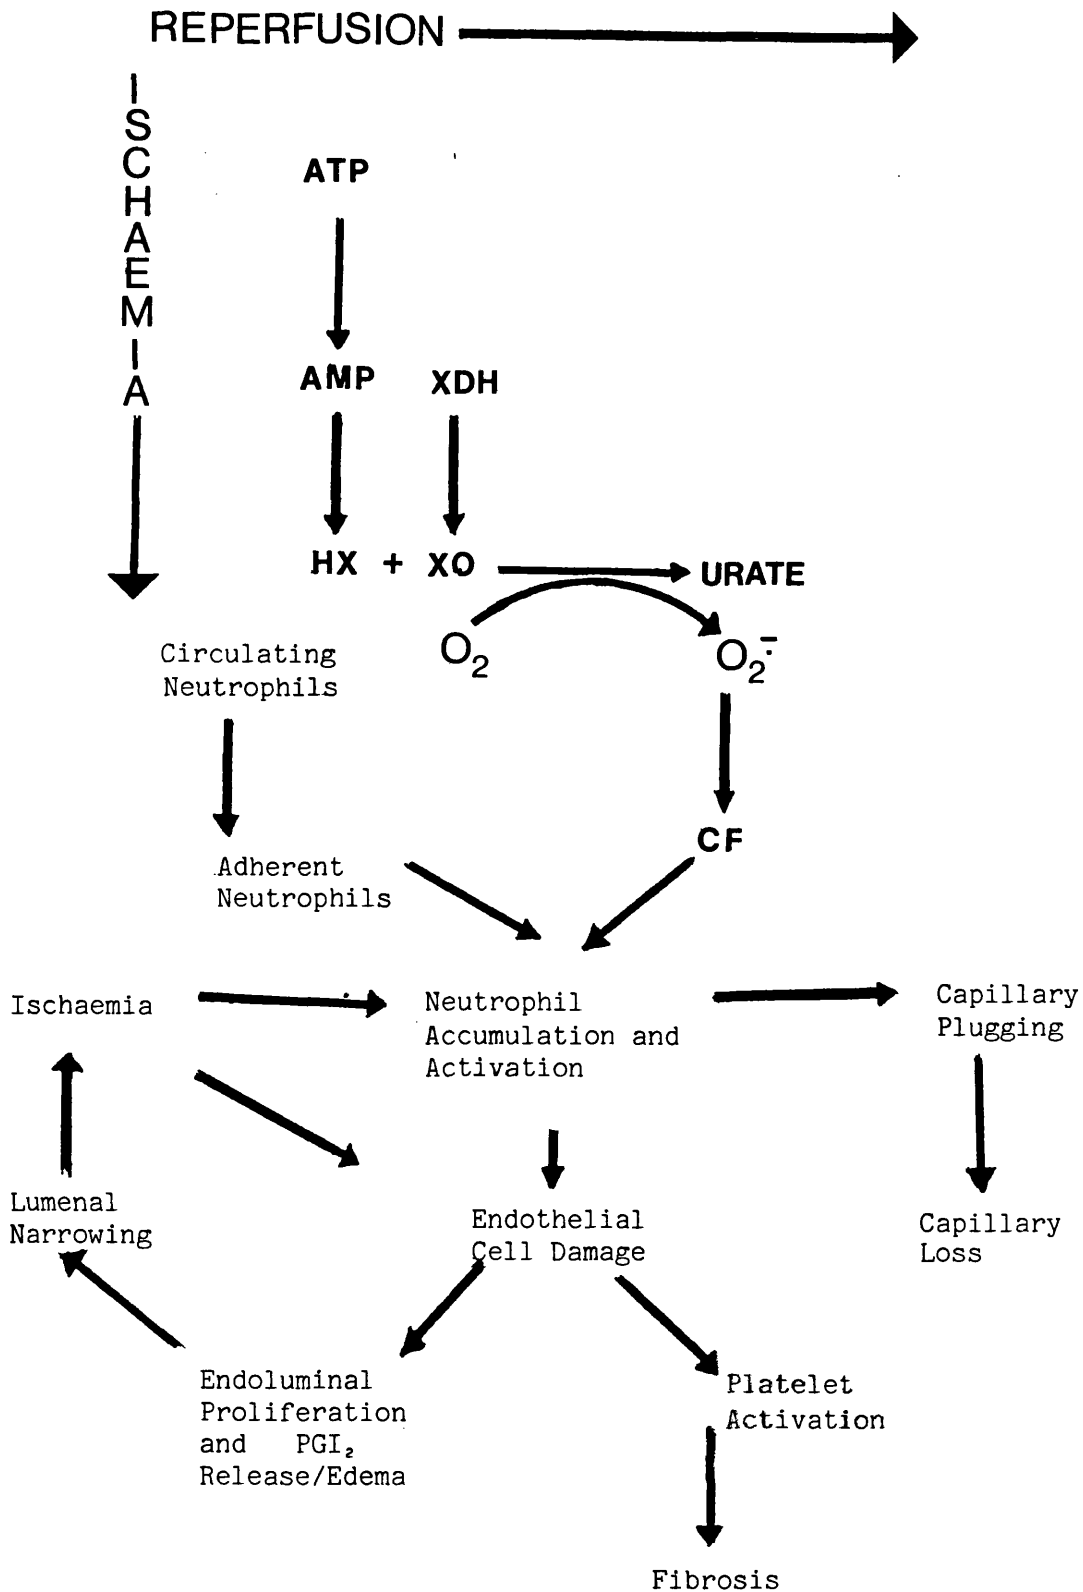 REPERFUSION
ISCHAEMIA
ATP
AMP XDH
HX + XO
URATE
O₂
O₂∸
Circulating
Neutrophils
CF
Adherent
Neutrophils
Ischaemia
Neutrophil
Accumulation and
Activation
Capillary
Plugging
Lumenal
Narrowing
Endothelial
Cell Damage
Capillary
Loss
Endoluminal
Proliferation
and PGI₂
Release/Edema
Platelet
Activation
Fibrosis